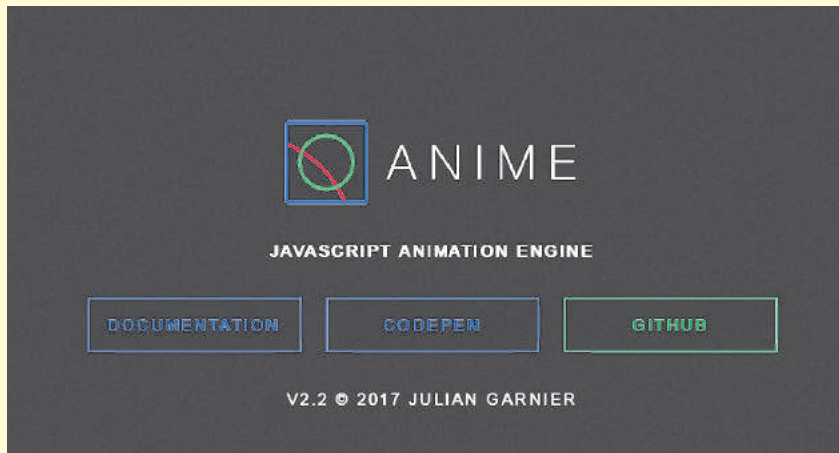 ANIME
JAVASCRIPT ANIMATION ENGINE
DOCUMENTATION CODEPEN GITHUB
V2.2 © 2017 JULIAN GARNIER